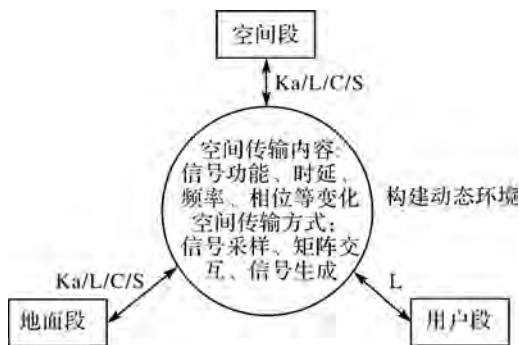 空间段
Ka/L/C/S
空间传输内容:
信号功能、时延、
频率、相位等变化
空间传输方式:
信号采样、矩阵交
互、信号生成
构建动态环境
Ka/L/C/S
L
地面段
用户段